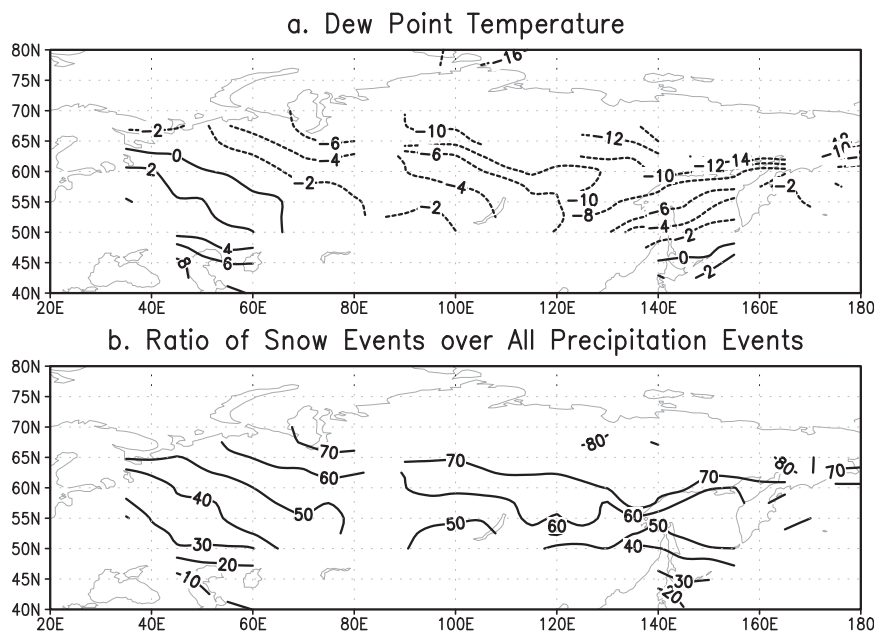 a. Dew Point Temperature
80N
-16
75N
70N
65N
-2 -6 -10 -12
0 -4 -6 -12 -14
60N
2 -2 -4 -10 -2
55N
-2 -10 -8 -6
50N
-4 -2
4
45N
8 6 0 -2
40N
20E 40E 60E 80E 100E 120E 140E 160E 180
b. Ratio of Snow Events over All Precipitation Events
80N
75N
70N
80
65N
70 70 80 70
60N
60 70
40 50 60
55N
50 60 50
50N
30 40
20
45N
10 30
20
40N
20E 40E 60E 80E 100E 120E 140E 160E 180